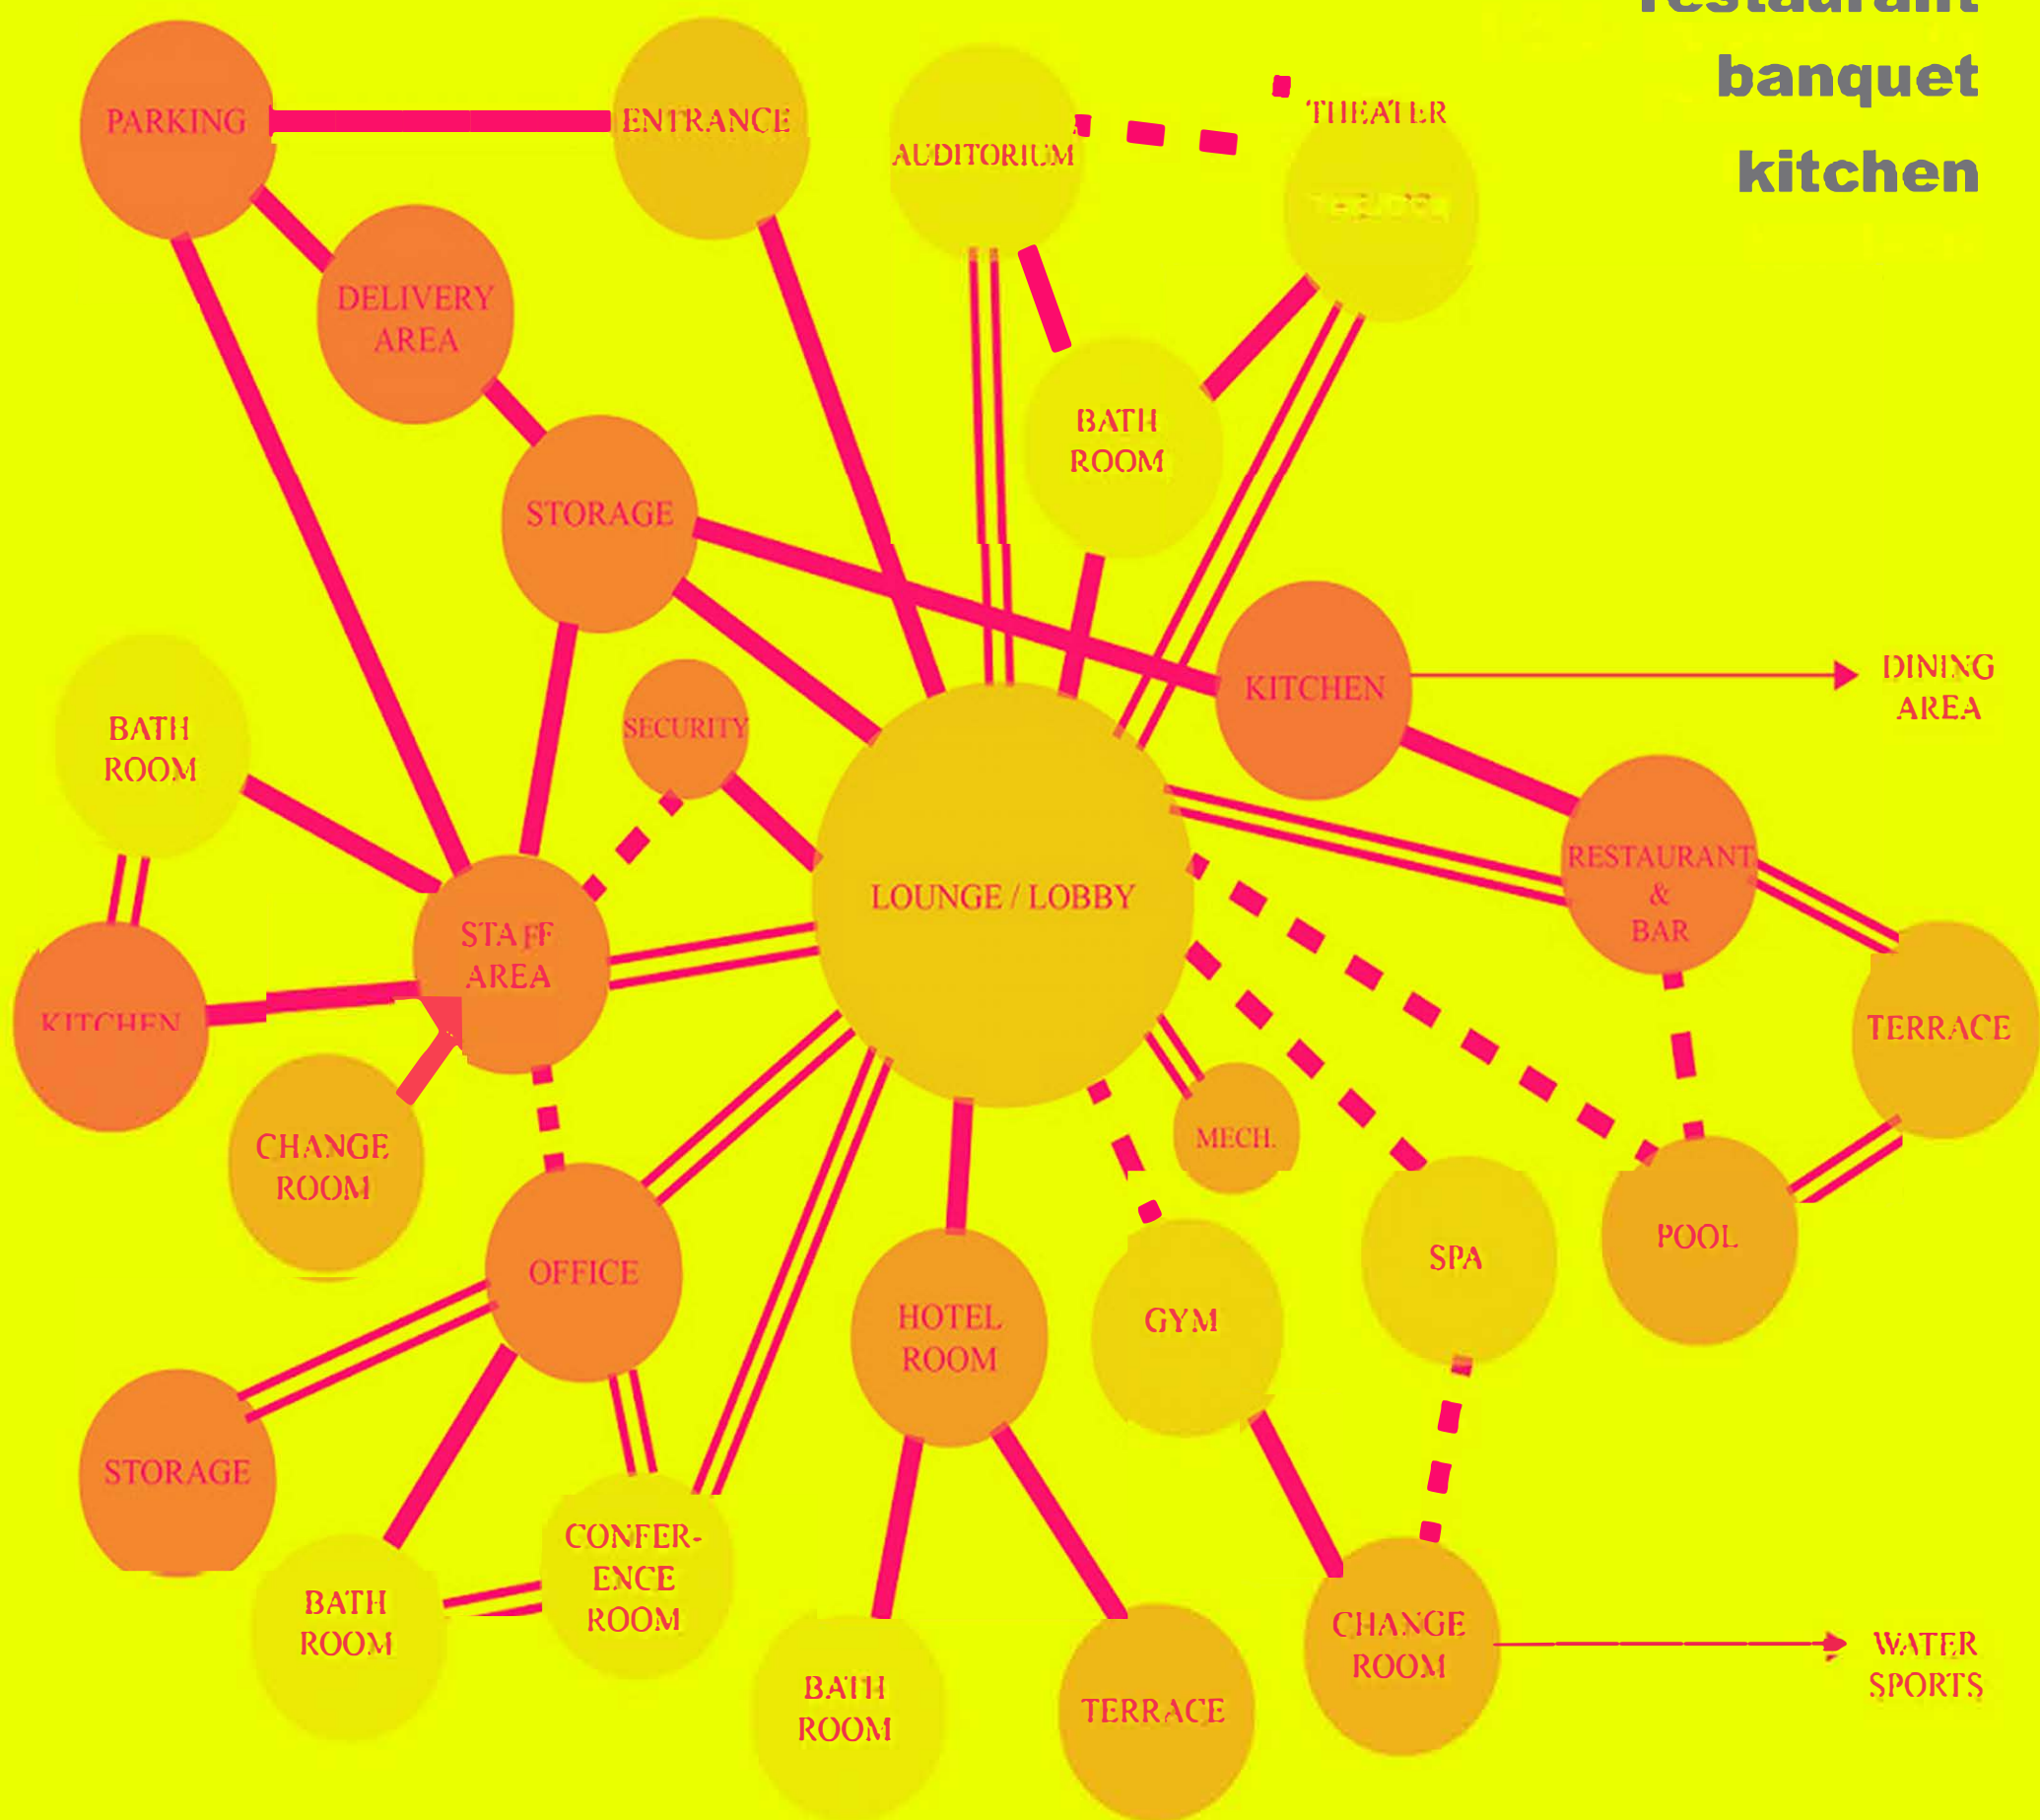 restaurant
banquet
kitchen
PARKING
ENTRANCE
AUDITORIUM
THEATER
DELIVERY
AREA
BATH
ROOM
STORAGE
KITCHEN
DINING
AREA
BATH
ROOM
SECURITY
LOUNGE / LOBBY
RESTAURANT
&
BAR
STAFF
AREA
KITCHEN
TERRACE
CHANGE
ROOM
MECH.
OFFICE
HOTEL
ROOM
GYM
SPA
POOL
STORAGE
CONFER-
ENCE
ROOM
BATH
ROOM
BATH
ROOM
TERRACE
CHANGE
ROOM
WATER
SPORTS